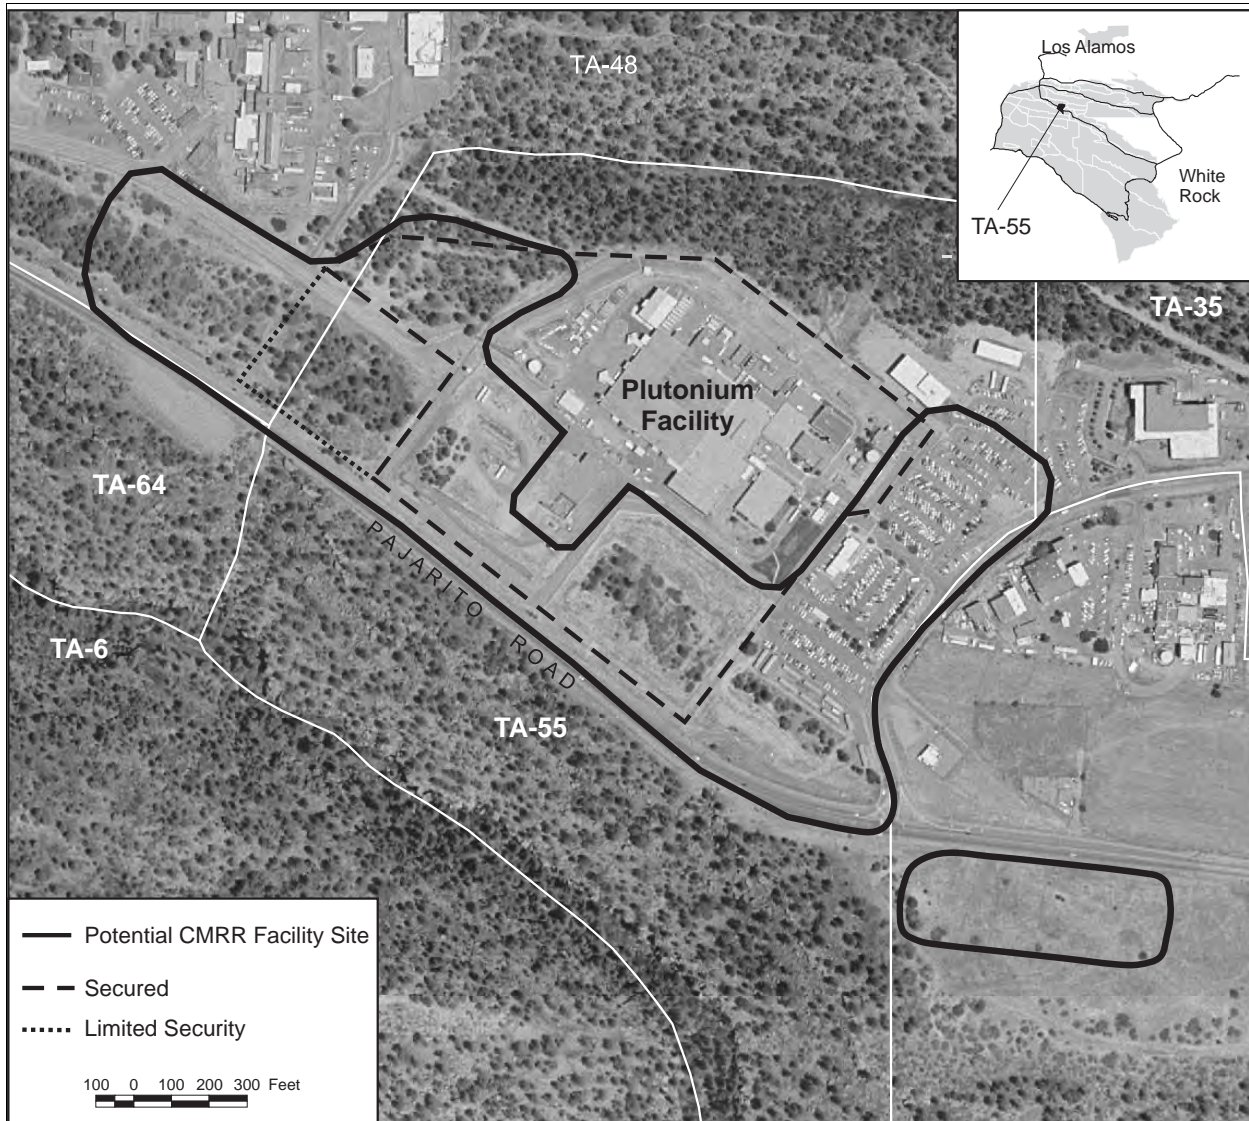 TA-48
Los Alamos
White
Rock
TA-55
TA-35
Plutonium
Facility
TA-64
PAJARITO ROAD
TA-6
TA-55
Potential CMRR Facility Site
Secured
Limited Security
100 0 100 200 300 Feet